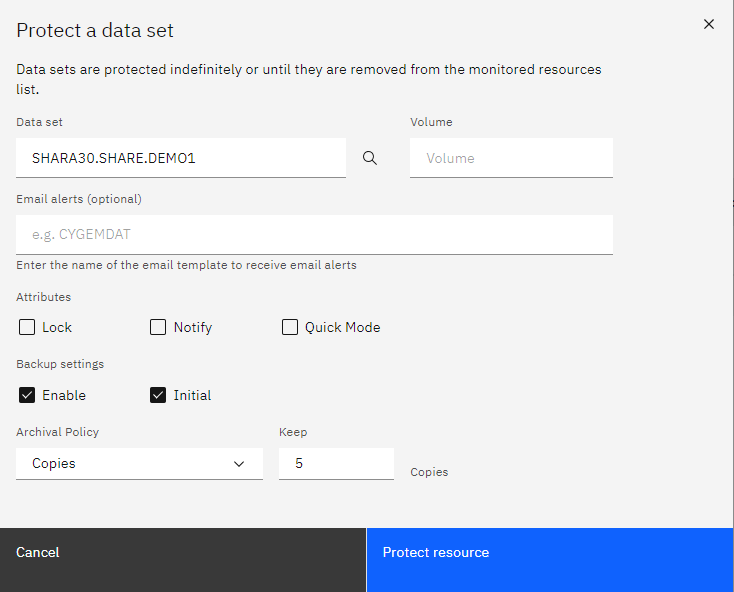 Protect a data set
Data sets are protected indefinitely or until they are removed from the monitored resources
list.
Data set
Volume
SHARA30.SHARE.DEMO1
Volume
Email alerts (optional)
e.g. CYGEMDAT
Enter the name of the email template to receive email alerts
Attributes
Lock
Notify
Quick Mode
Backup settings
Enable
Initial
Archival Policy
Keep
Copies
5
Copies
Cancel
Protect resource